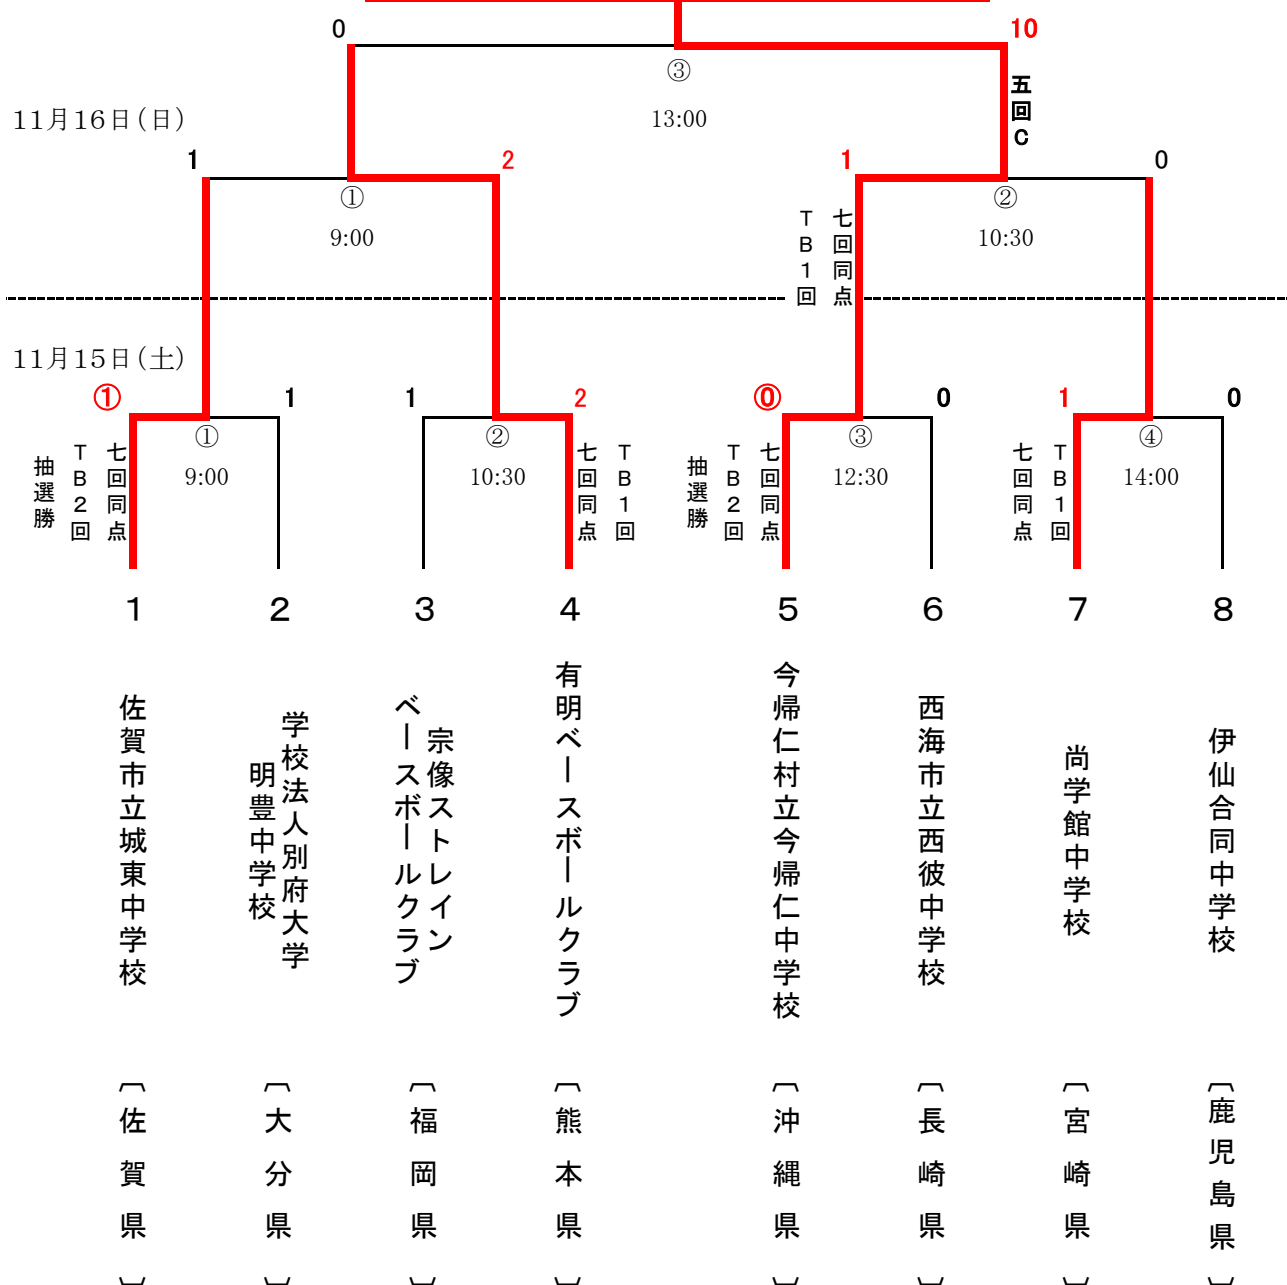 0
10
③
五回C
11月16日(日)
13:00
1
2
1
0
①
②
9:00
10:30
七回同点
TB1回
11月15日(土)
①
1
1
2
⓪
0
1
0
①
②
③
④
9:00
10:30
12:30
14:00
七回同点
TB2回
抽選勝
TB1回
七回同点
七回同点
TB2回
抽選勝
TB1回
七回同点
1
2
3
4
5
6
7
8
佐賀市立城東中学校
学校法人別府大学
明豊中学校
宗像ストレイン
ベースボールクラブ
有明ベースボールクラブ
今帰仁村立今帰仁中学校
西海市立西彼中学校
尚学館中学校
伊仙合同中学校
〔佐賀県〕
〔大分県〕
〔福岡県〕
〔熊本県〕
〔沖縄県〕
〔長崎県〕
〔宮崎県〕
〔鹿児島県〕